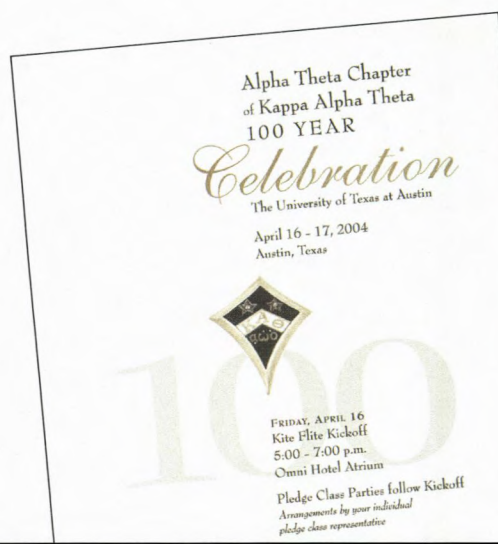 Alpha Theta Chapter
of Kappa Alpha Theta
100 YEAR
Celebration
The University of Texas at Austin
April 16 - 17, 2004
Austin, Texas
ΚΑΘ
αωο
100
FRIDAY, APRIL 16
Kite Flite Kickoff
5:00 - 7:00 p.m.
Omni Hotel Atrium
Pledge Class Parties follow Kickoff
Arrangements by your individual
pledge class representative